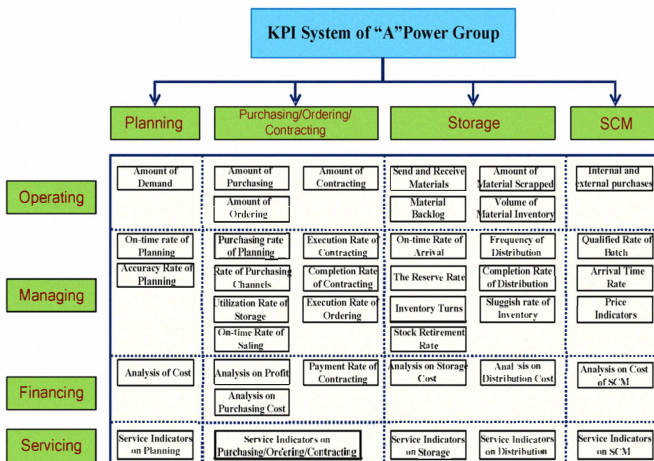 KPI System of “A”Power Group
Planning
Purchasing/Ordering/
Contracting
Storage
SCM
Operating
Amount of
Demand
Amount of
Purchasing
Amount of
Contracting
Amount of
Ordering
Send and Receive
Materials
Amount of
Material Scrapped
Material
Backlog
Volume of
Material Inventory
Internal and
external purchases
Managing
On-time rate of
Planning
Accuracy Rate of
Planning
Purchasing rate
of Planning
Execution Rate of
Contracting
Rate of Purchasing
Channels
Completion Rate
of Contracting
Utilization Rate of
Storage
Execution Rate of
Ordering
On-time Rate of
Saling
On-time Rate of
Arrival
Frequency of
Distribution
The Reserve Rate
Completion Rate
of Distribution
Inventory Turns
Sluggish rate of
Inventory
Stock Retirement
Rate
Qualified Rate of
Batch
Arrival Time
Rate
Price
Indicators
Financing
Analysis of Cost
Analysis on Profit
Payment Rate of
Contracting
Analysis on
Purchasing Cost
Analysis on Storage
Cost
Analysis on
Distribution Cost
Analysis on Cost
of SCM
Servicing
Service Indicators
on Planning
Service Indicators on
Purchasing/Ordering/Contracting
Service Indicators
on Storage
Service Indicators
on Distribution
Service Indicators
on SCM